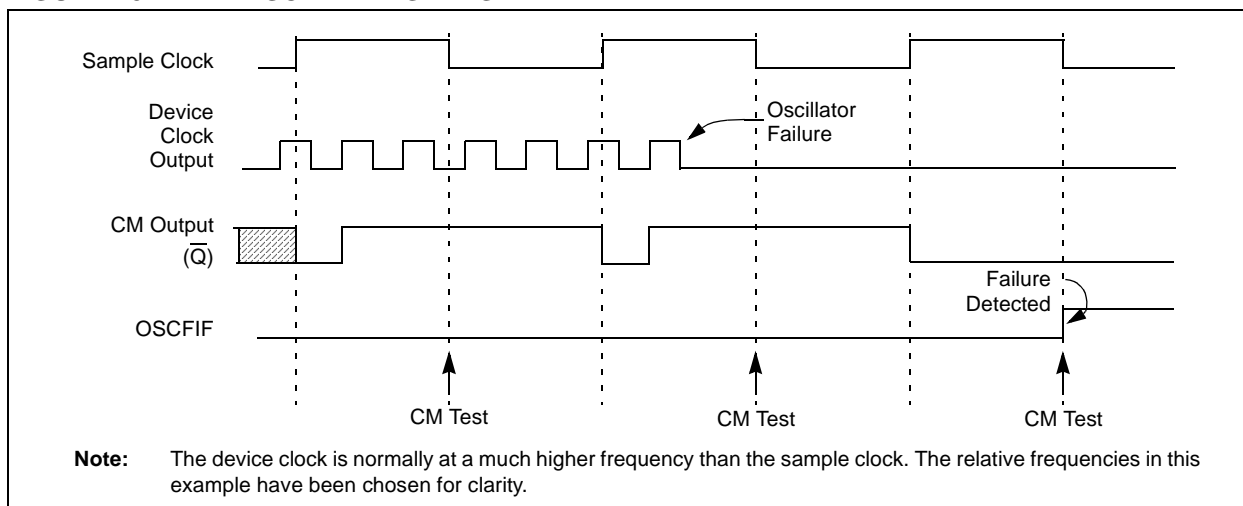 Sample Clock
Device
Clock
Output
Oscillator
Failure
CM Output
(Q̅)
Failure
Detected
OSCFIF
CM Test
CM Test
CM Test
Note: The device clock is normally at a much higher frequency than the sample clock. The relative frequencies in this
example have been chosen for clarity.